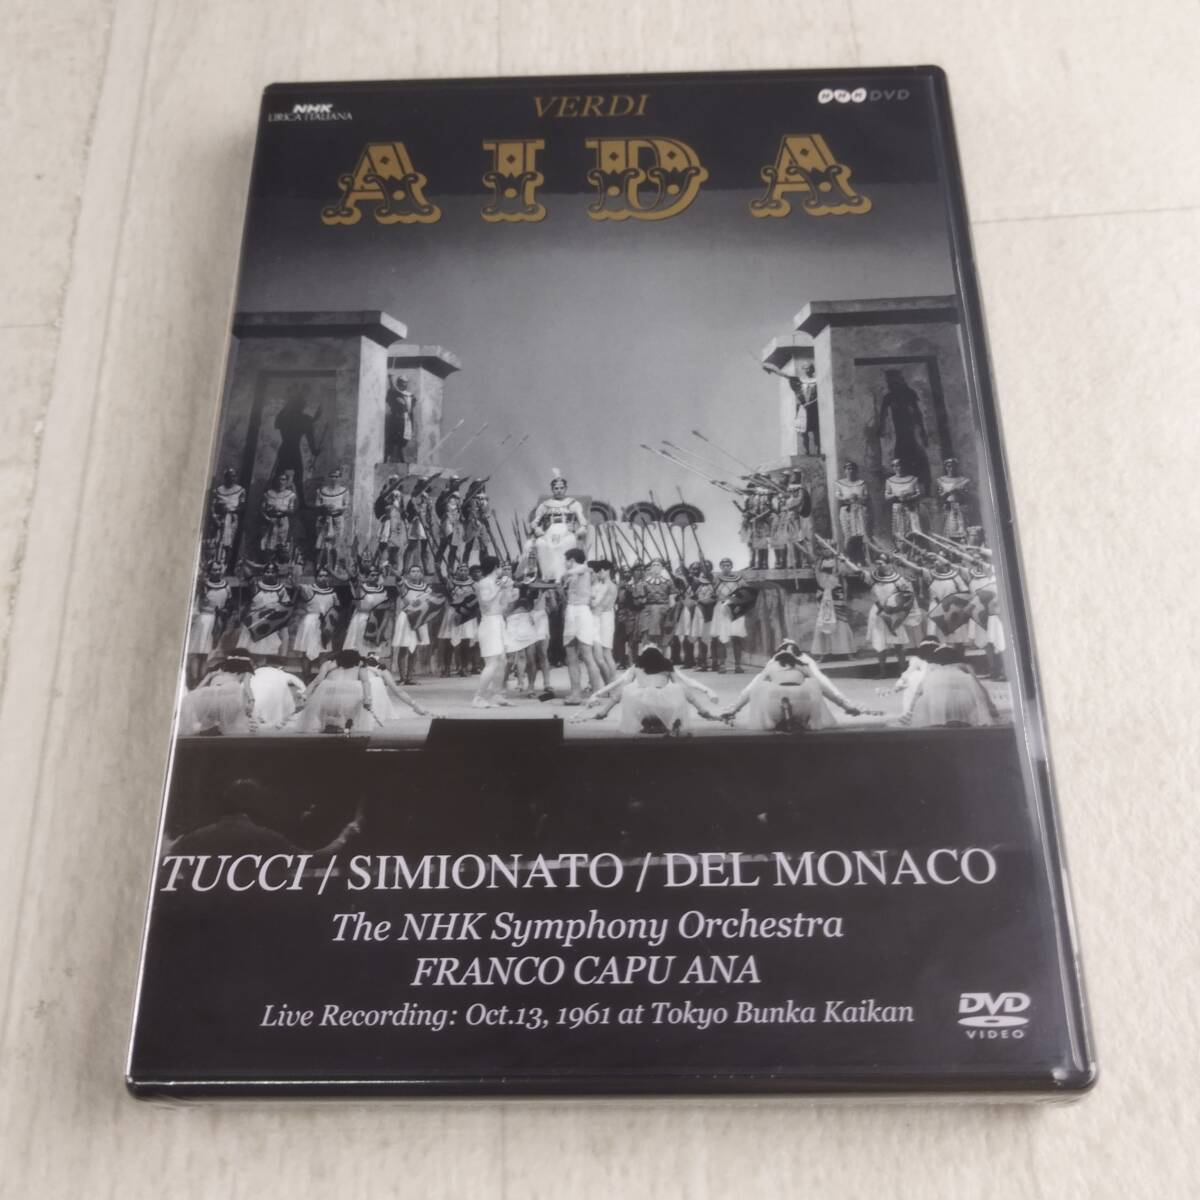 NHK
LIRICA ITALIANA
VERDI
NHK DVD
AIDA
TUCCI / SIMIONATO / DEL MONACO
The NHK Symphony Orchestra
FRANCO CAPU ANA
Live Recording: Oct.13, 1961 at Tokyo Bunka Kaikan
DVD
VIDEO